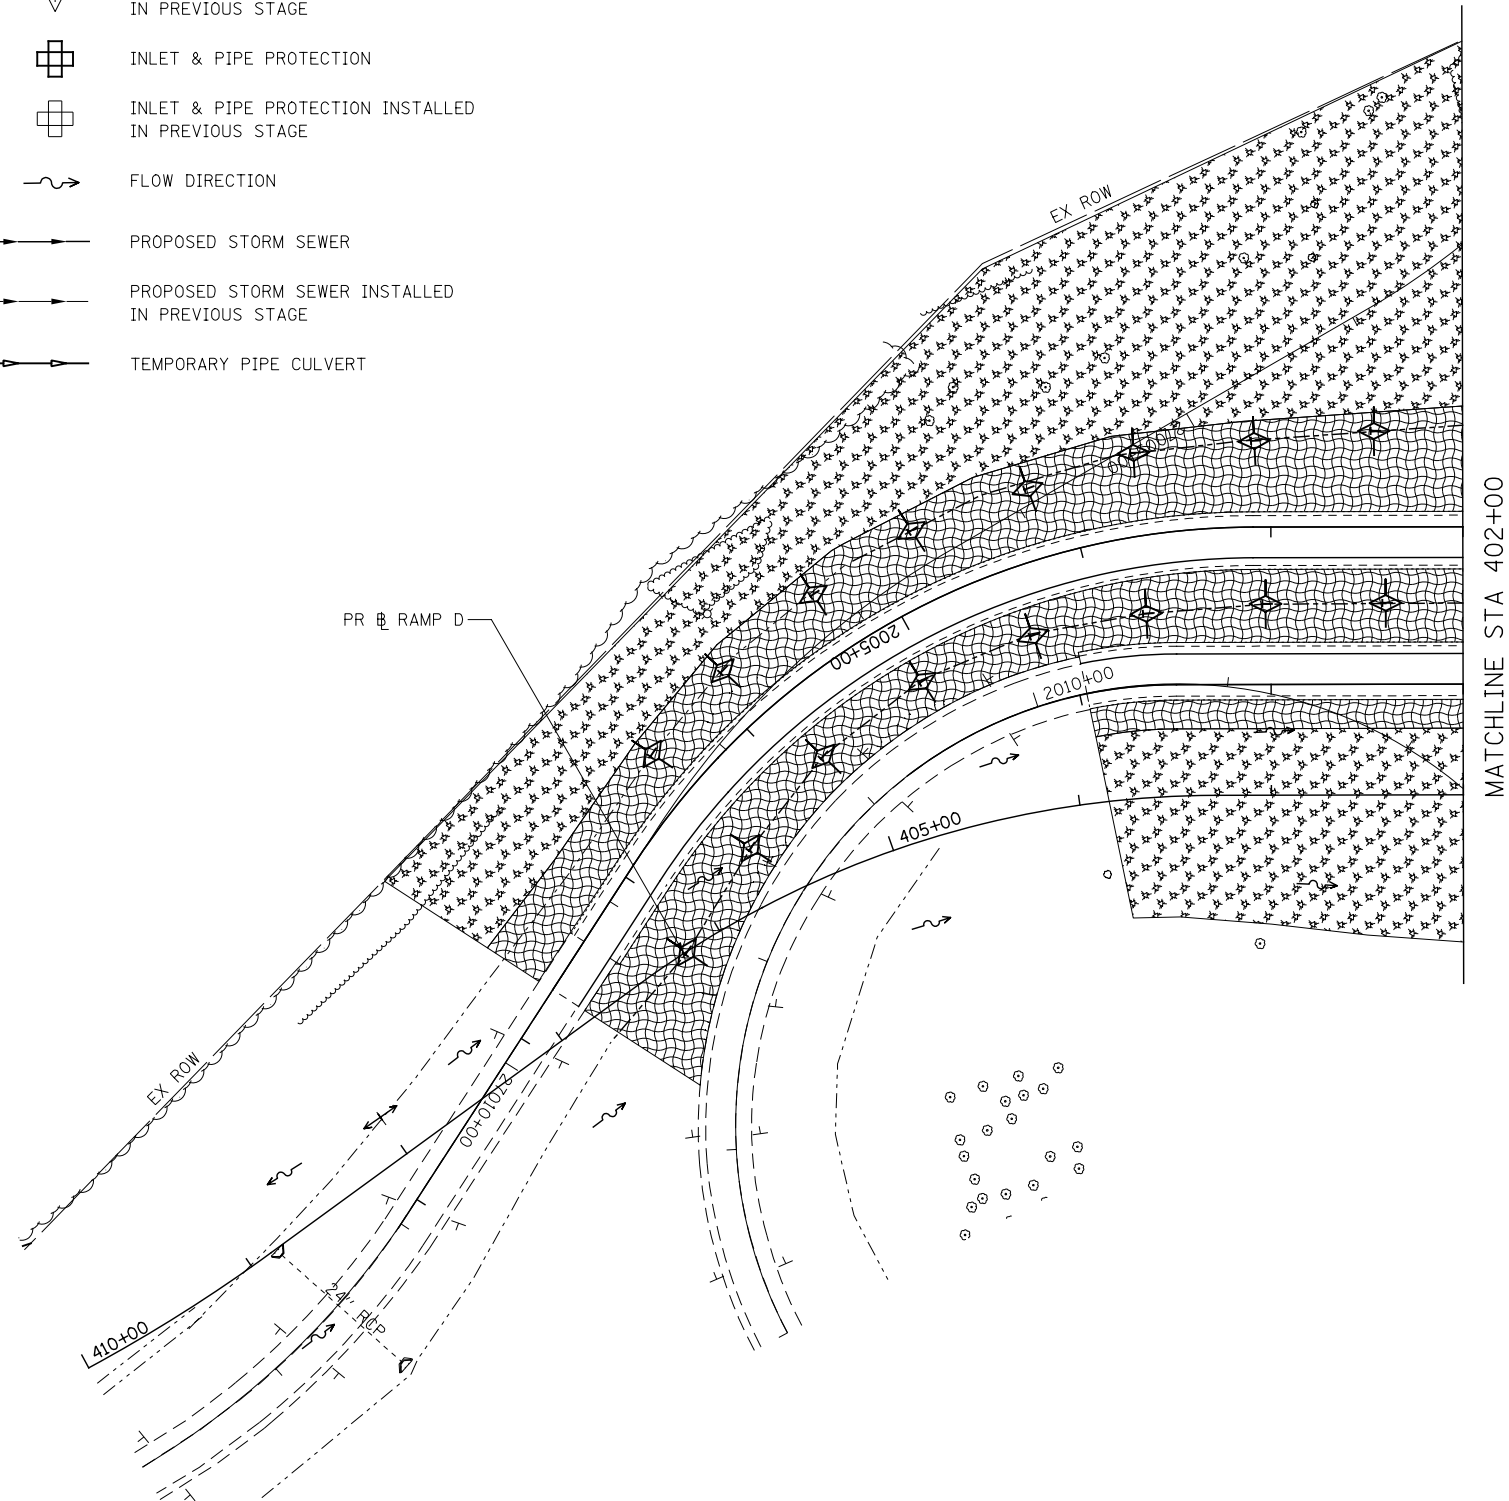 IN PREVIOUS STAGE
INLET & PIPE PROTECTION
INLET & PIPE PROTECTION INSTALLED
IN PREVIOUS STAGE
FLOW DIRECTION
PROPOSED STORM SEWER
PROPOSED STORM SEWER INSTALLED
IN PREVIOUS STAGE
TEMPORARY PIPE CULVERT
EX ROW
MATCHLINE STA 402+00
PR ℄ RAMP D
2005+00
2010+00
405+00
EX ROW
410+00
24" RCP